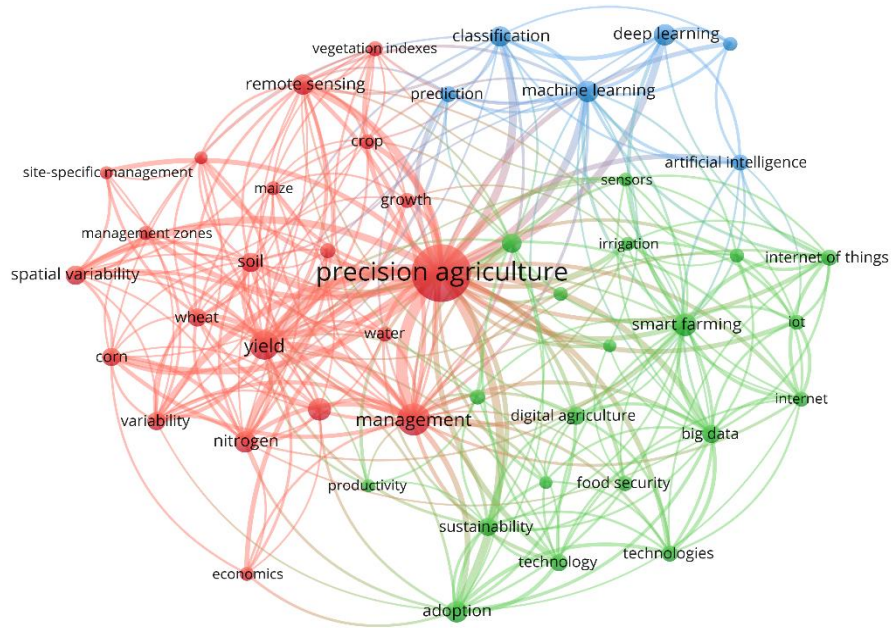 classification
deep learning
vegetation indexes
remote sensing
prediction
machine learning
crop
artificial intelligence
site-specific management
maize
growth
sensors
management zones
irrigation
spatial variability
soil
precision agriculture
internet of things
wheat
water
smart farming
iot
corn
yield
internet
variability
nitrogen
management
digital agriculture
big data
productivity
food security
sustainability
technology
technologies
economics
adoption